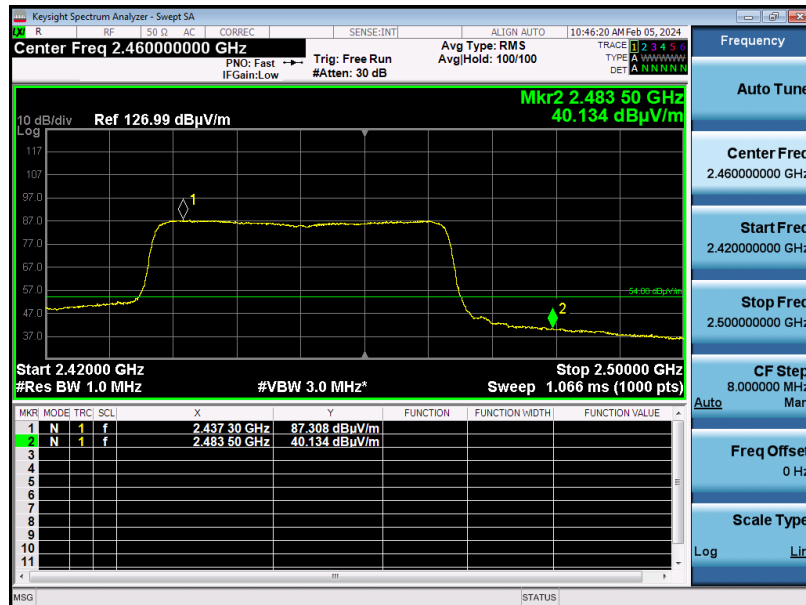 Keysight Spectrum Analyzer - Swept SA
LXI R RF 50 Ω AC CORREC SENSE:INT ALIGN AUTO 10:46:20 AM Feb 05, 2024
Center Freq 2.460000000 GHz
PNO: Fast
IFGain:Low
Trig: Free Run
#Atten: 30 dB
Avg Type: RMS
Avg|Hold: 100/100
TRACE 1 2 3 4 5 6
TYPE A WWWWW
DET A N N N N N
Mkr2 2.483 50 GHz
40.134 dBµV/m
10 dB/div Ref 126.99 dBµV/m
Log
117
107
97.0
87.0
77.0
67.0
57.0
47.0
37.0
1
2
54.00 dBµV/m
Start 2.42000 GHz Stop 2.50000 GHz
#Res BW 1.0 MHz #VBW 3.0 MHz* Sweep 1.066 ms (1000 pts)
MKR MODE TRC SCL X Y FUNCTION FUNCTION WIDTH FUNCTION VALUE
1 N 1 f 2.437 30 GHz 87.308 dBµV/m
2 N 1 f 2.483 50 GHz 40.134 dBµV/m
3
4
5
6
7
8
9
10
11
MSG STATUS
Frequency
Auto Tune
Center Freq
2.460000000 GHz
Start Freq
2.420000000 GHz
Stop Freq
2.500000000 GHz
CF Step
8.000000 MHz
Auto Man
Freq Offset
0 Hz
Scale Type
Log Lin